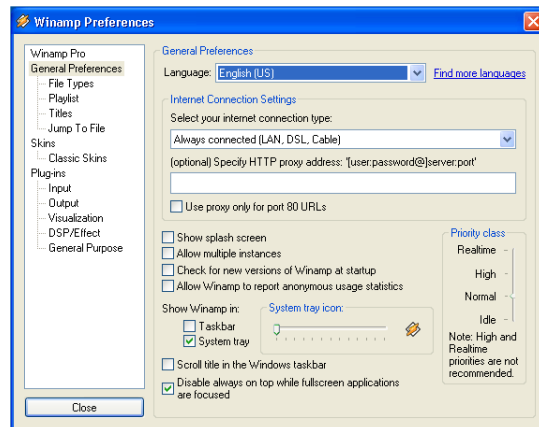 Winamp Preferences
Winamp Pro
General Preferences
File Types
Playlist
Titles
Jump To File
Skins
Classic Skins
Plug-ins
Input
Output
Visualization
DSP/Effect
General Purpose
Close
General Preferences
Language: English (US) Find more languages
Internet Connection Settings
Select your internet connection type:
Always connected (LAN, DSL, Cable)
(optional) Specify HTTP proxy address: '[user:password@]server:port'
Use proxy only for port 80 URLs
Show splash screen
Allow multiple instances
Check for new versions of Winamp at startup
Allow Winamp to report anonymous usage statistics
Show Winamp in:
Taskbar
System tray
System tray icon:
Scroll title in the Windows taskbar
Disable always on top while fullscreen applications
are focused
Priority class
Realtime
High
Normal
Idle
Note: High and
Realtime
priorities are not
recommended.